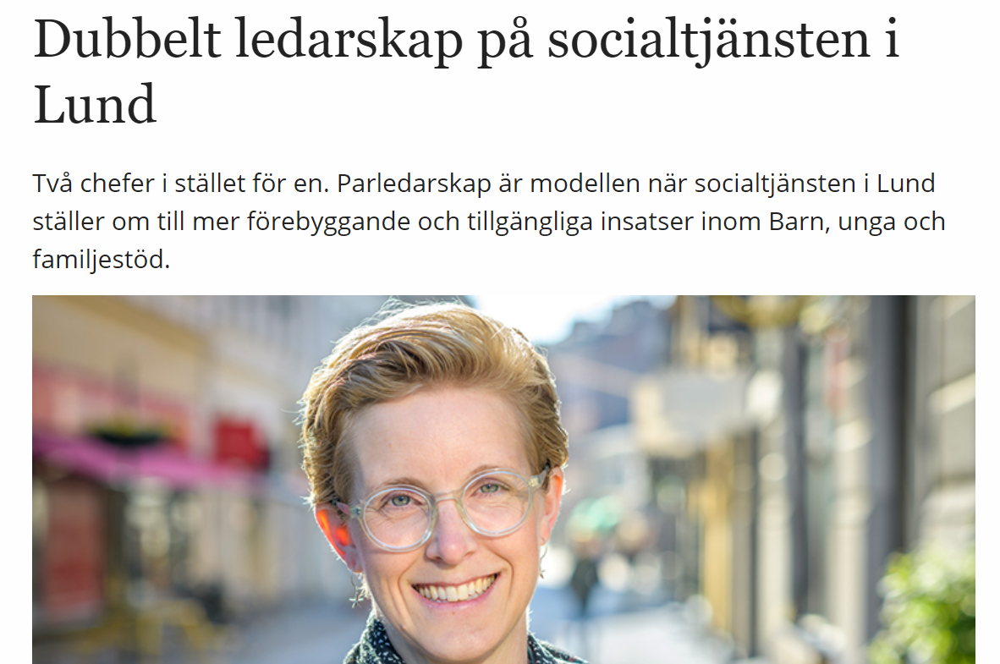 Dubbelt ledarskap på socialtjänsten i
Lund
Två chefer i stället för en. Parledarskap är modellen när socialtjänsten i Lund
ställer om till mer förebyggande och tillgängliga insatser inom Barn, unga och
familjestöd.